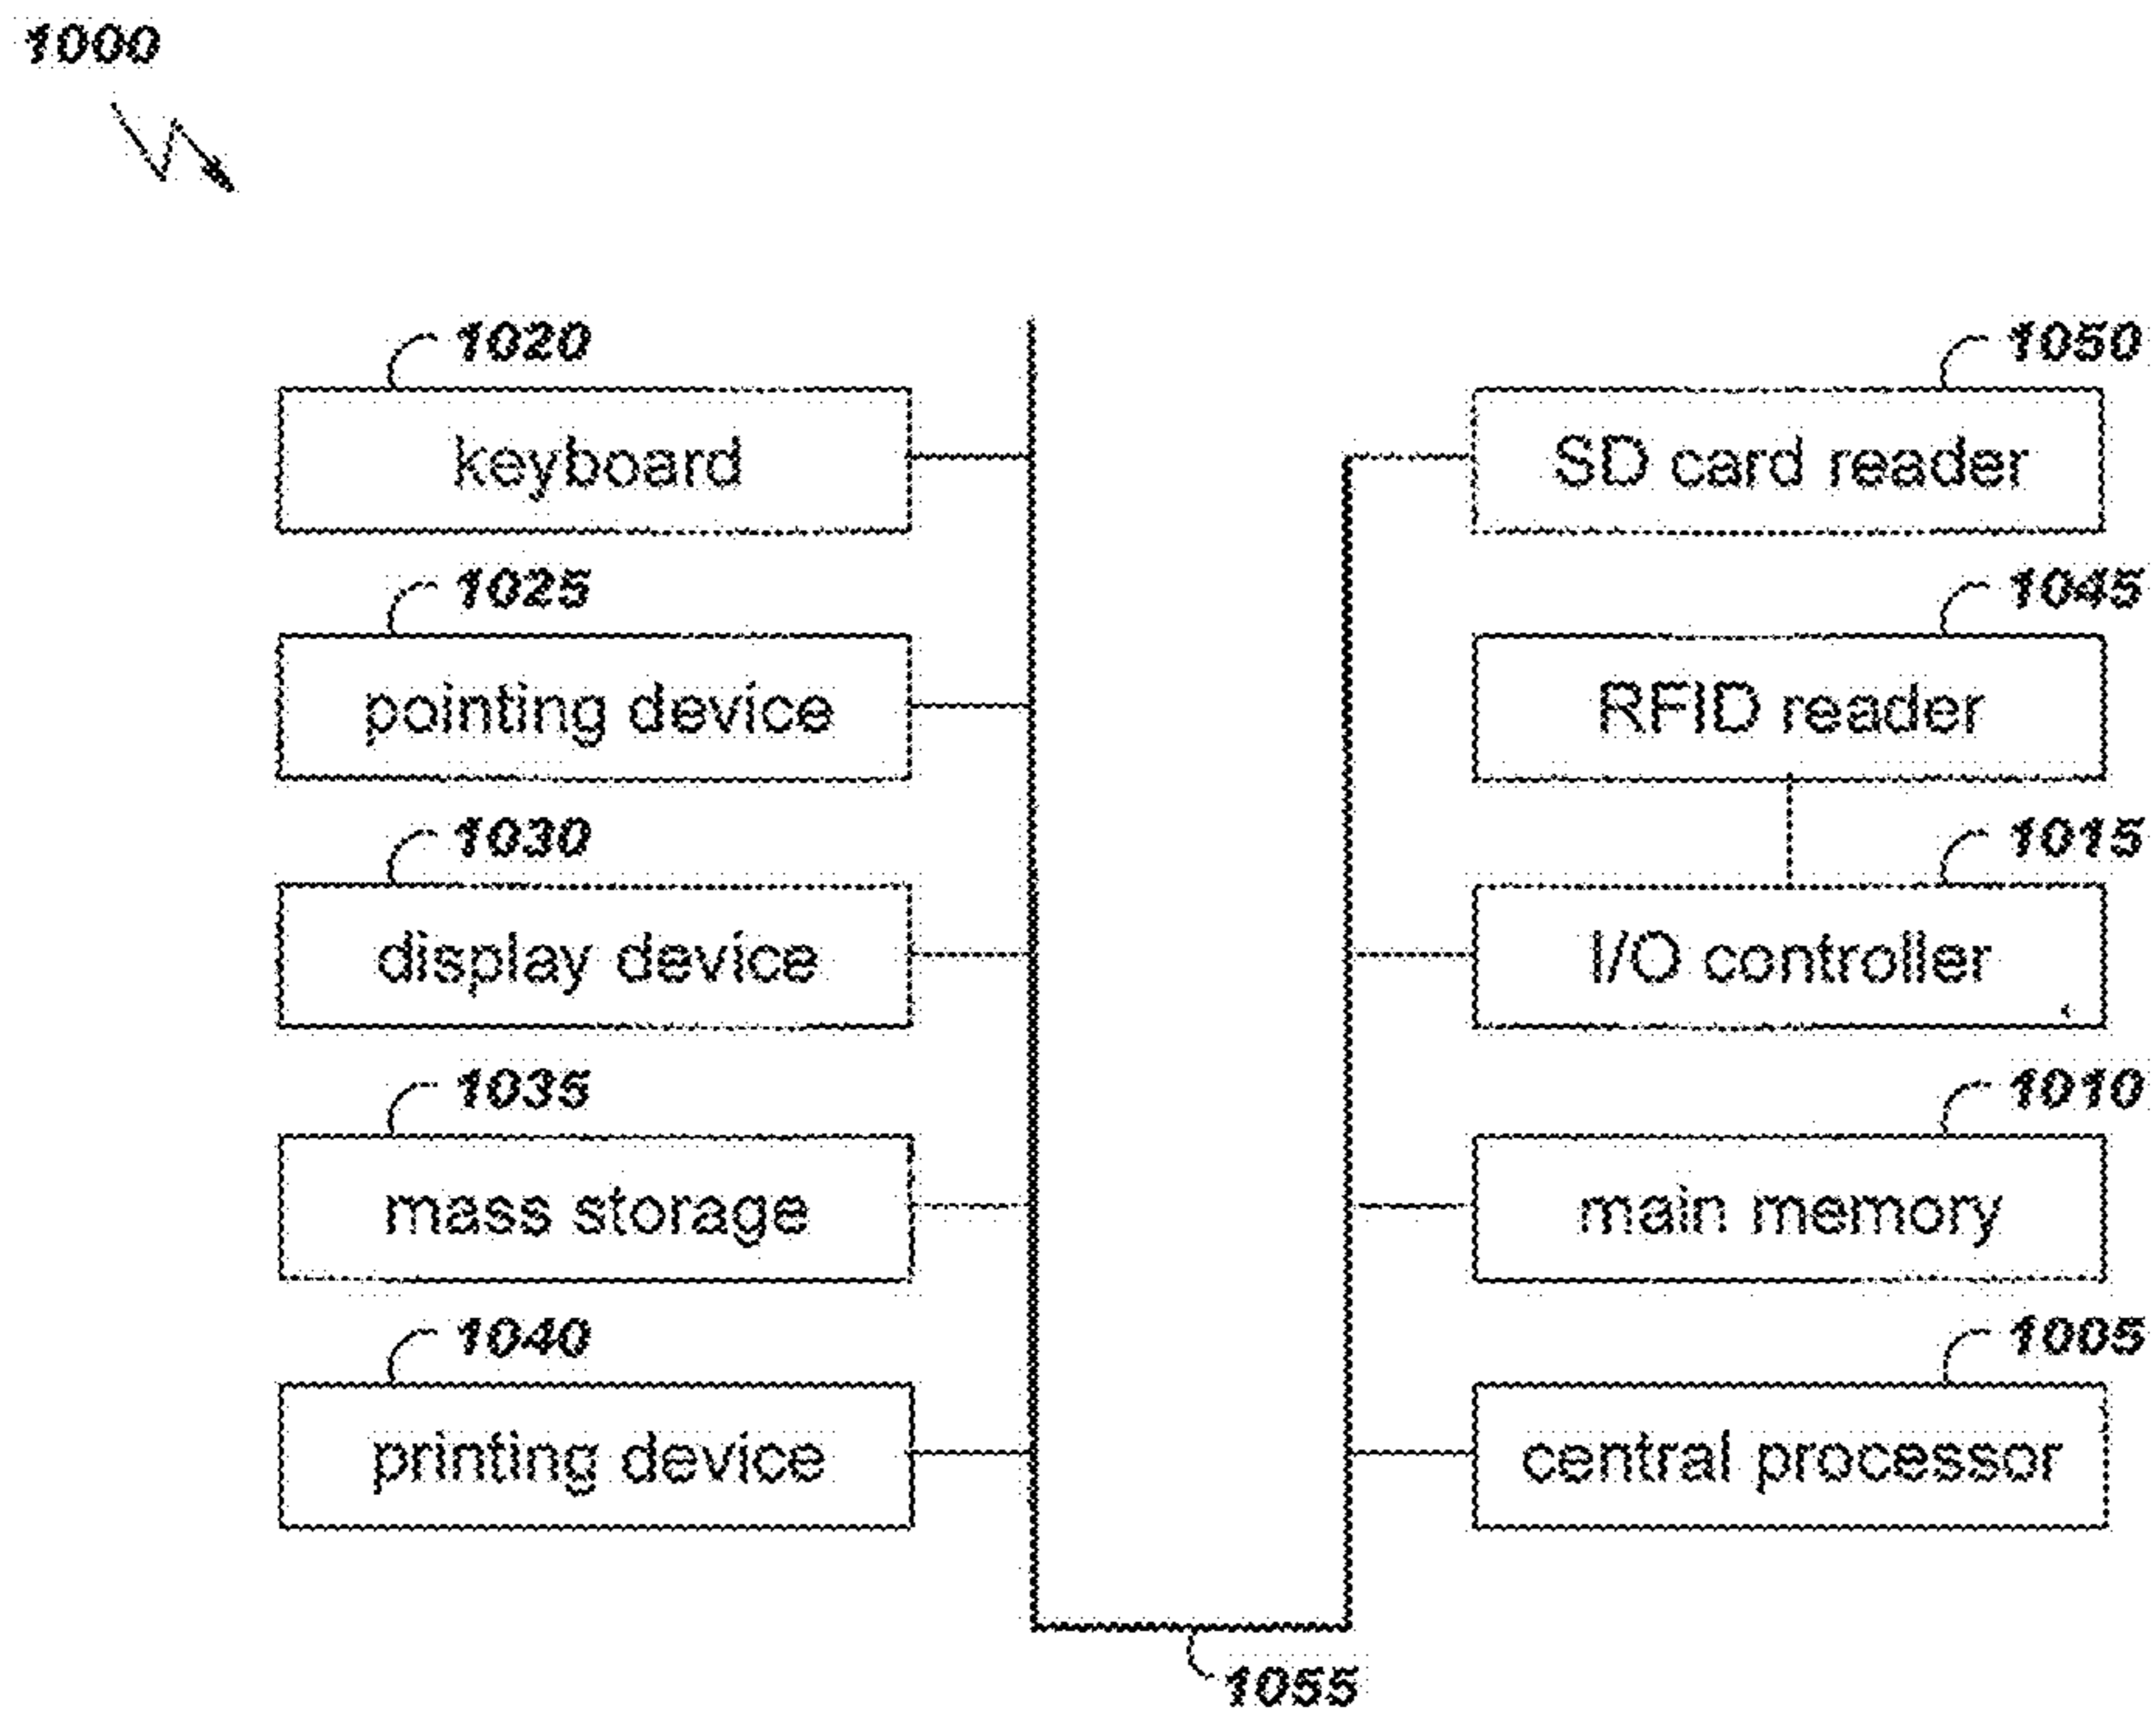 1000
1020
keyboard
1025
pointing device
1030
display device
1035
mass storage
1040
printing device
1050
SD card reader
1045
RFID reader
1015
I/O controller
1010
main memory
1005
central processor
1055